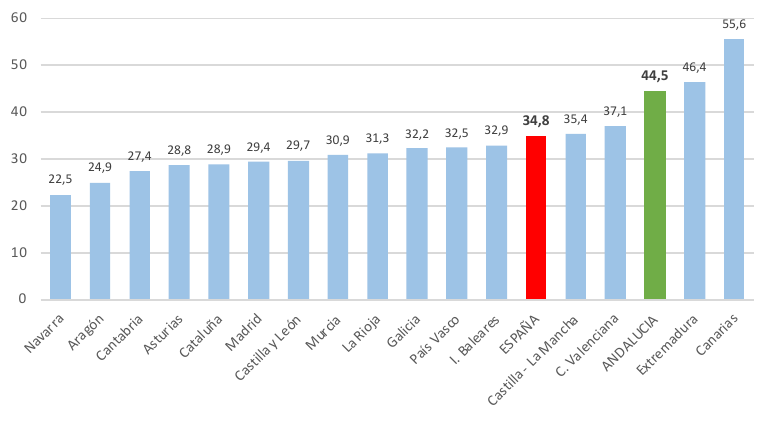 60
50
40
30
20
10
0
22,5
24,9
27,4
28,8
28,9
29,4
29,7
30,9
31,3
32,2
32,5
32,9
34,8
35,4
37,1
44,5
46,4
55,6
Navarra
Aragón
Cantabria
Asturias
Cataluña
Madrid
Castilla y León
Murcia
La Rioja
Galicia
País Vasco
I. Baleares
ESPAÑA
Castilla - La Mancha
C. Valenciana
ANDALUCIA
Extremadura
Canarias